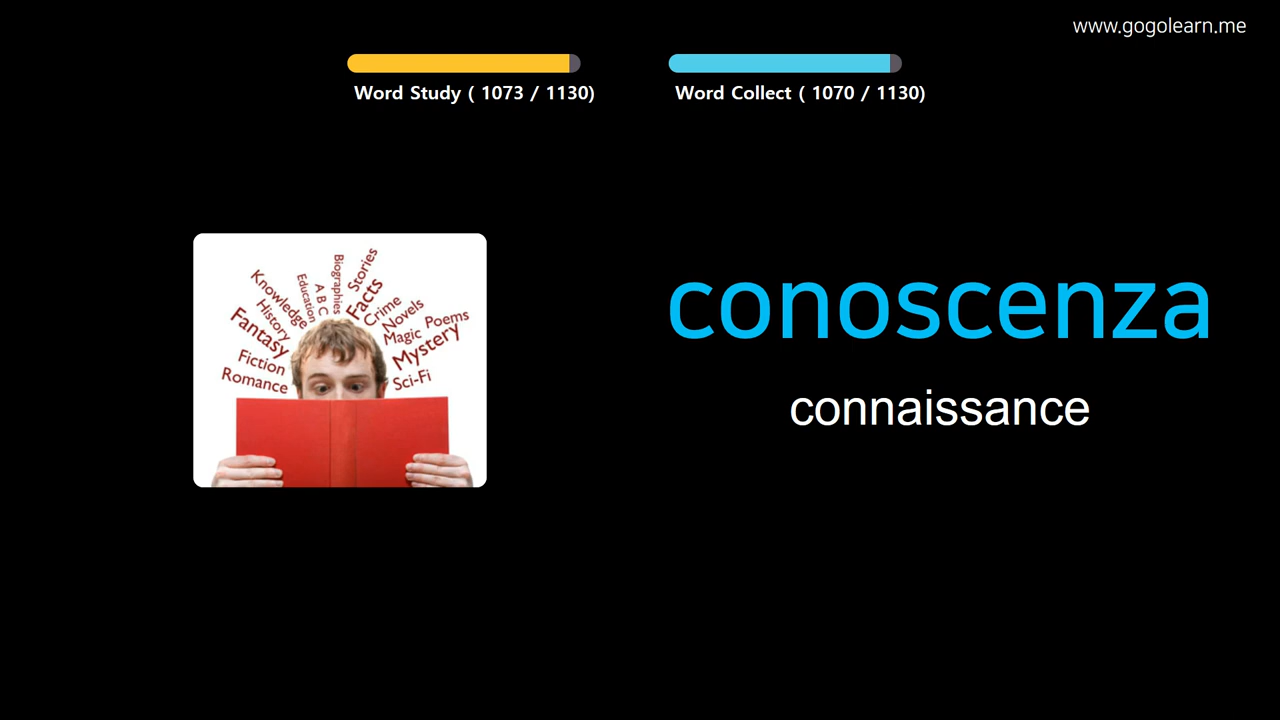 www.gogolearn.me
Word Study ( 1073 / 1130)
Word Collect ( 1070 / 1130)
Knowledge
History
Fantasy
Fiction
Romance
Education
A B C
Biographies
Stories
Facts
Crime
Novels
Magic
Poems
Mystery
Sci-Fi
conoscenza
connaissance